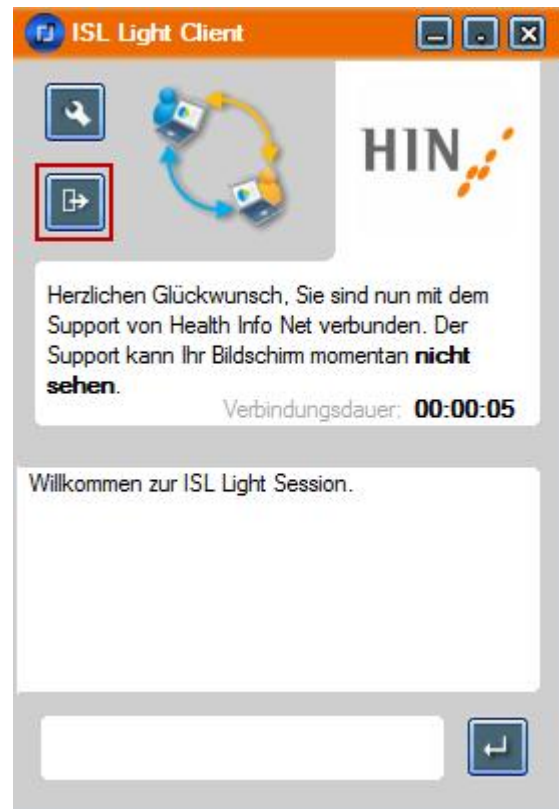 ISL Light Client
HIN
Herzlichen Glückwunsch, Sie sind nun mit dem
Support von Health Info Net verbunden. Der
Support kann Ihr Bildschirm momentan nicht
sehen.
Verbindungsdauer: 00:00:05
Willkommen zur ISL Light Session.